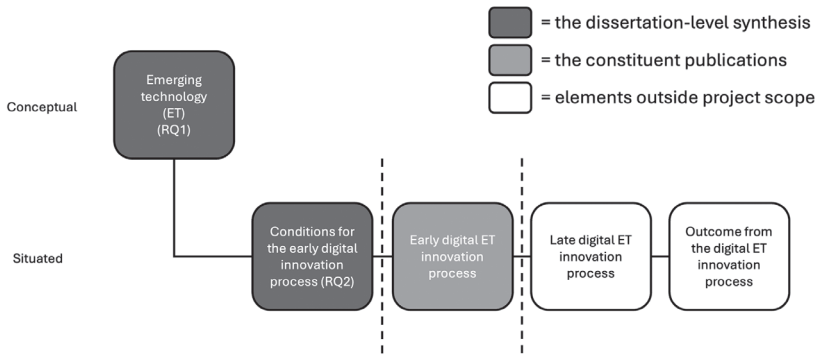 = the dissertation-level synthesis
= the constituent publications
= elements outside project scope
Conceptual
Emerging
technology
(ET)
(RQ1)
Situated
Conditions for
the early digital
innovation
process (RQ2)
Early digital ET
innovation
process
Late digital ET
innovation
process
Outcome from
the digital ET
innovation
process